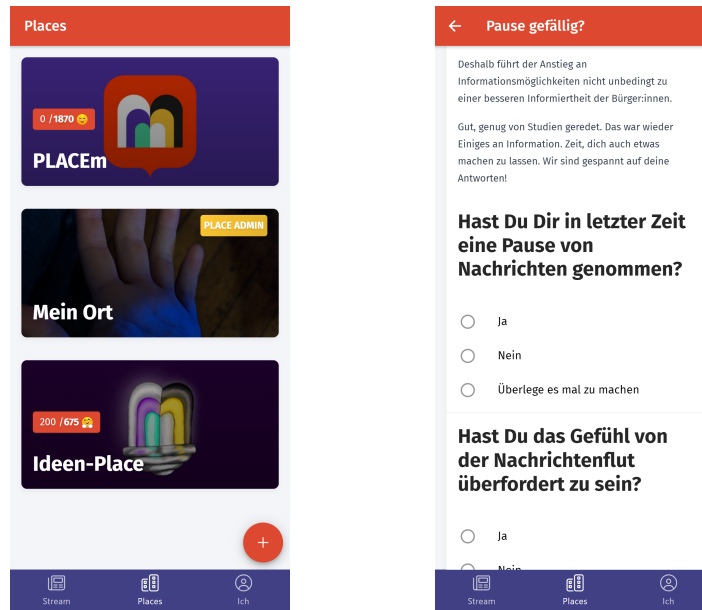 Places
0 /1870 😊
PLACEm
PLACE ADMIN
Mein Ort
200 /675 🤗
Ideen-Place
+
Stream
Places
Ich
← Pause gefällig?
Deshalb führt der Anstieg an
Informationsmöglichkeiten nicht unbedingt zu
einer besseren Informiertheit der Bürger:innen.
Gut, genug von Studien geredet. Das war wieder
Einiges an Information. Zeit, dich auch etwas
machen zu lassen. Wir sind gespannt auf deine
Antworten!
Hast Du Dir in letzter Zeit
eine Pause von
Nachrichten genommen?
Ja
Nein
Überlege es mal zu machen
Hast Du das Gefühl von
der Nachrichtenflut
überfordert zu sein?
Ja
Nein
Stream
Places
Ich